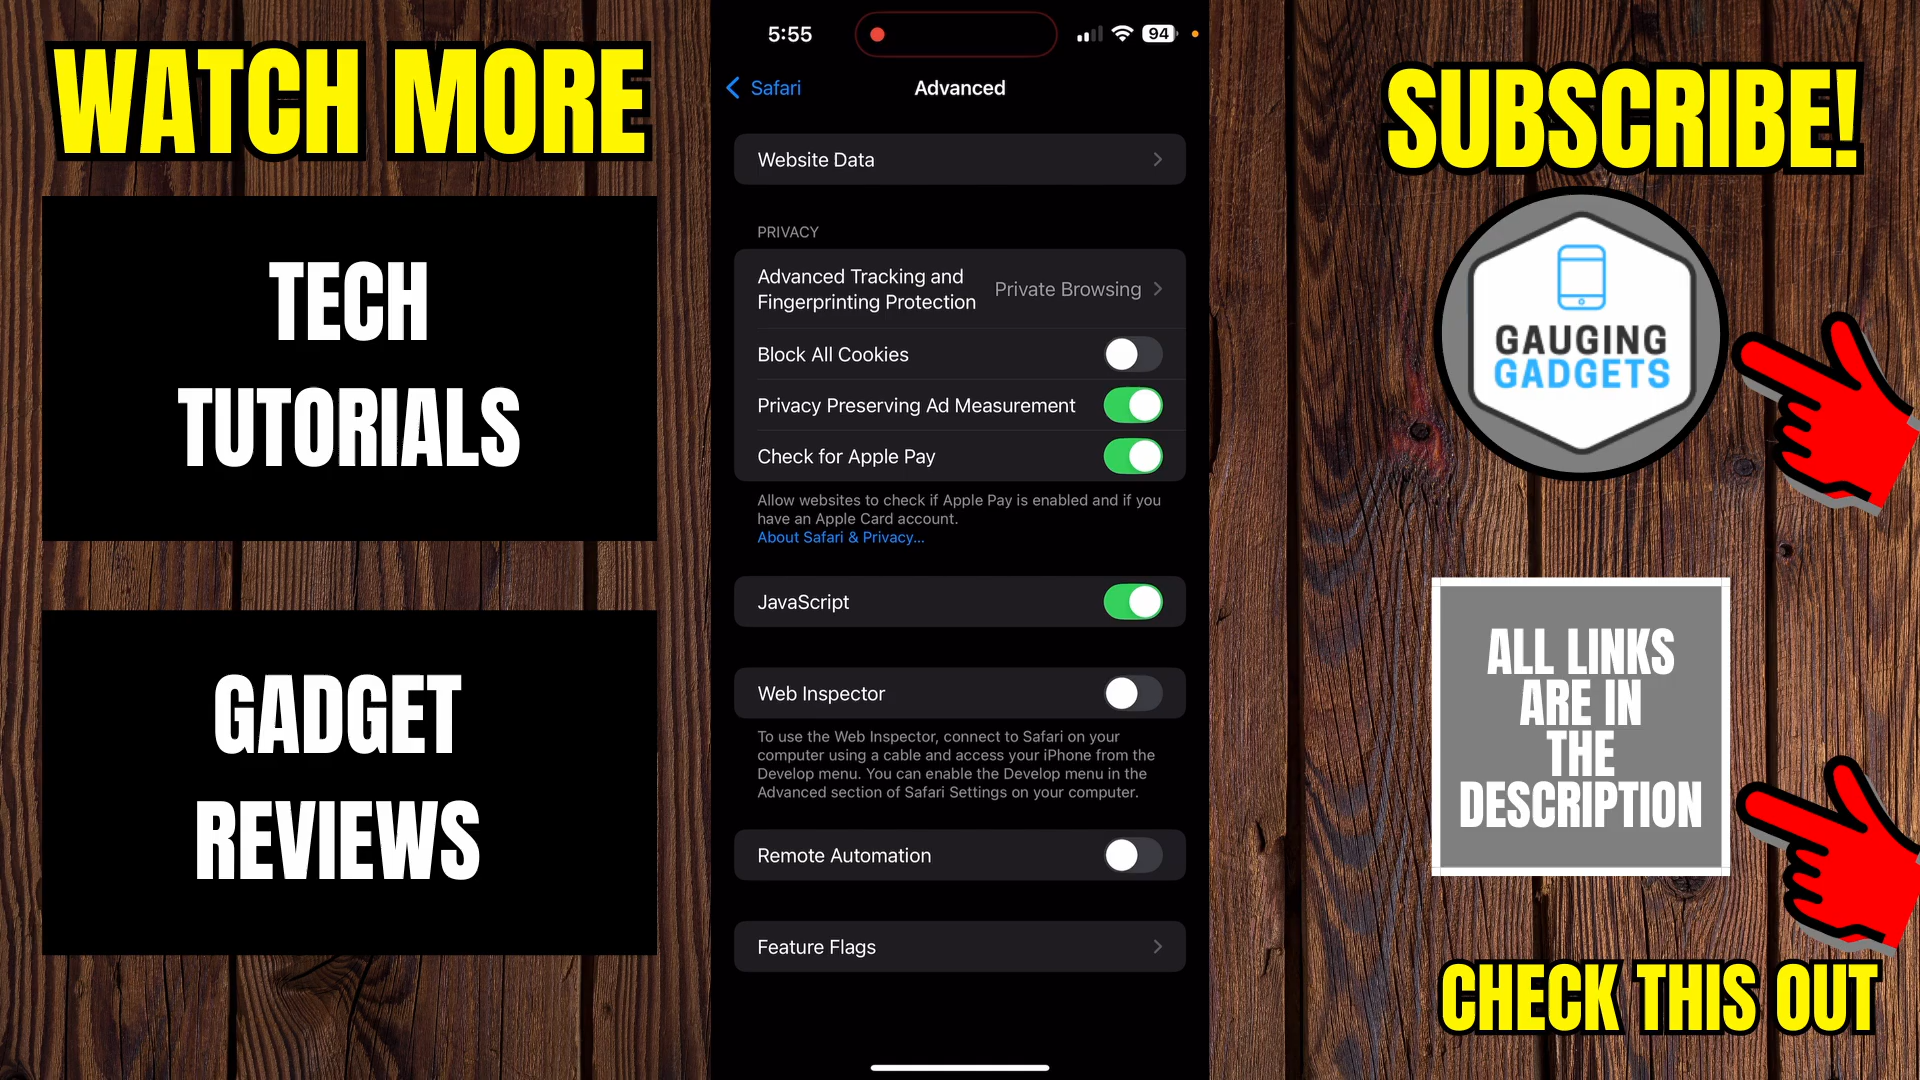 WATCH MORE
TECH
TUTORIALS
GADGET
REVIEWS
5:55
94
Safari
Advanced
Website Data
PRIVACY
Advanced Tracking and
Fingerprinting Protection
Private Browsing
Block All Cookies
Privacy Preserving Ad Measurement
Check for Apple Pay
Allow websites to check if Apple Pay is enabled and if you
have an Apple Card account.
About Safari & Privacy...
JavaScript
Web Inspector
To use the Web Inspector, connect to Safari on your
computer using a cable and access your iPhone from the
Develop menu. You can enable the Develop menu in the
Advanced section of Safari Settings on your computer.
Remote Automation
Feature Flags
SUBSCRIBE!
GAUGING
GADGETS
ALL LINKS
ARE IN
THE
DESCRIPTION
CHECK THIS OUT